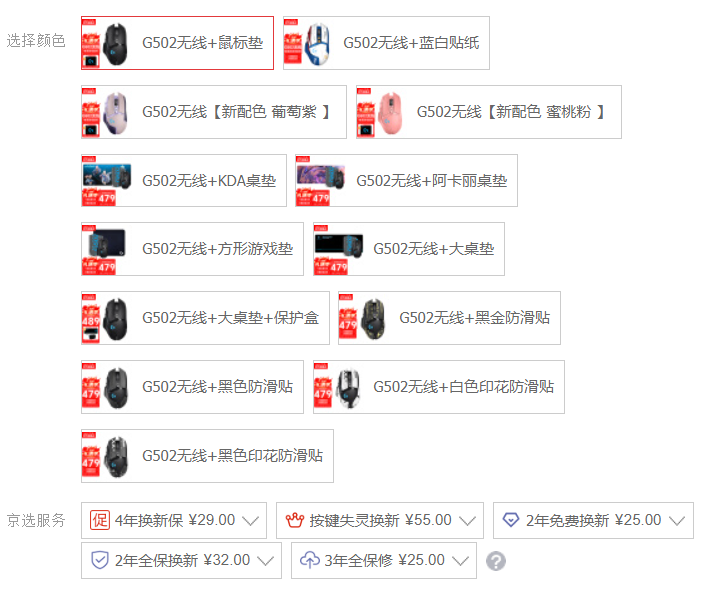 选择颜色
G502无线+鼠标垫
G502无线+蓝白贴纸
G502无线【新配色 葡萄紫 】
G502无线【新配色 蜜桃粉 】
G502无线+KDA桌垫
479
G502无线+阿卡丽桌垫
479
G502无线+方形游戏垫
479
G502无线+大桌垫
479
489
G502无线+大桌垫+保护盒
479
G502无线+黑金防滑贴
479
G502无线+黑色防滑贴
479
G502无线+白色印花防滑贴
479
G502无线+黑色印花防滑贴
京选服务
促 4年换新保 ¥29.00
按键失灵换新 ¥55.00
2年免费换新 ¥25.00
2年全保换新 ¥32.00
3年全保修 ¥25.00
?